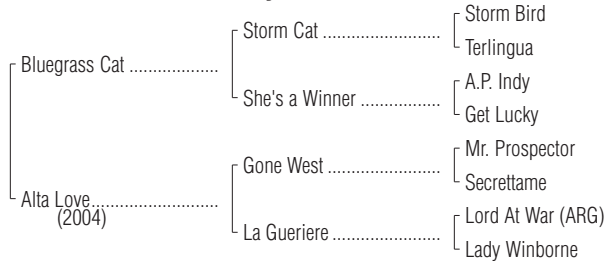 Storm Bird
Storm Cat ........................
Terlingua
Bluegrass Cat ..................
A.P. Indy
She's a Winner ................
Get Lucky
Mr. Prospector
Gone West .......................
Secrettame
Alta Love..........................
(2004)
Lord At War (ARG)
La Gueriere ......................
Lady Winborne